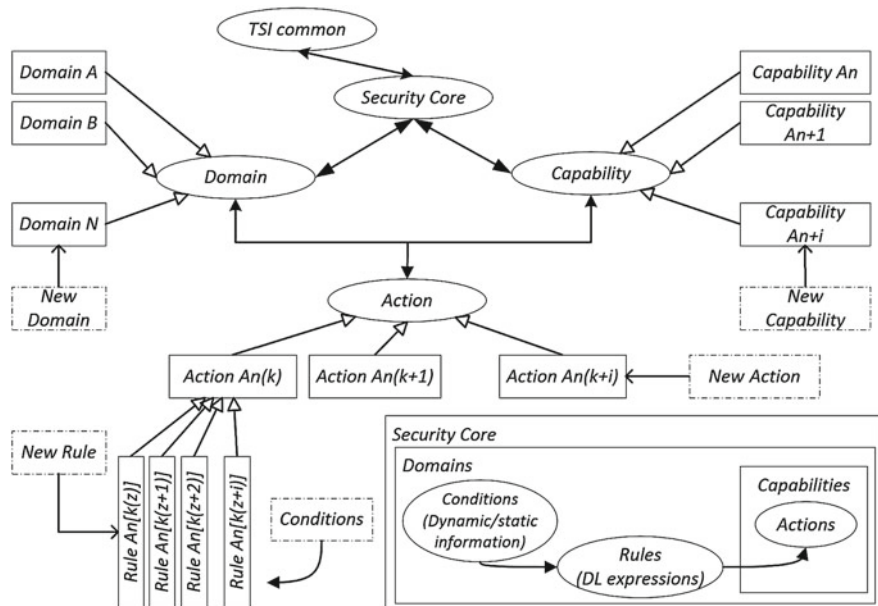 TSI common
Domain A
Security Core
Capability An
Domain B
Capability
An+1
Domain
Capability
Domain N
Capability
An+i
New
Domain
Action
New
Capability
Action An(k)
Action An(k+1)
Action An(k+i)
New Action
New Rule
Rule An[k(z)]
Rule An[k(z+1)]
Rule An[k(z+2)]
Rule An[k(z+i)]
Conditions
Security Core
Domains
Conditions
(Dynamic/static
information)
Rules
(DL expressions)
Capabilities
Actions